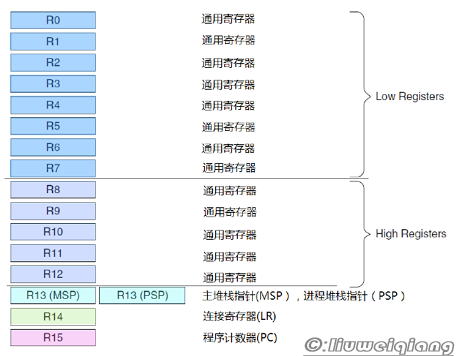 R0 通用寄存器
R1 通用寄存器
R2 通用寄存器
R3 通用寄存器
R4 通用寄存器
R5 通用寄存器
R6 通用寄存器
R7 通用寄存器
Low Registers
R8 通用寄存器
R9 通用寄存器
R10 通用寄存器
R11 通用寄存器
R12 通用寄存器
High Registers
R13 (MSP) R13 (PSP) 主堆栈指针(MSP)，进程堆栈指针（PSP）
R14 连接寄存器(LR)
R15 程序计数器(PC)
©:liuweiqiang